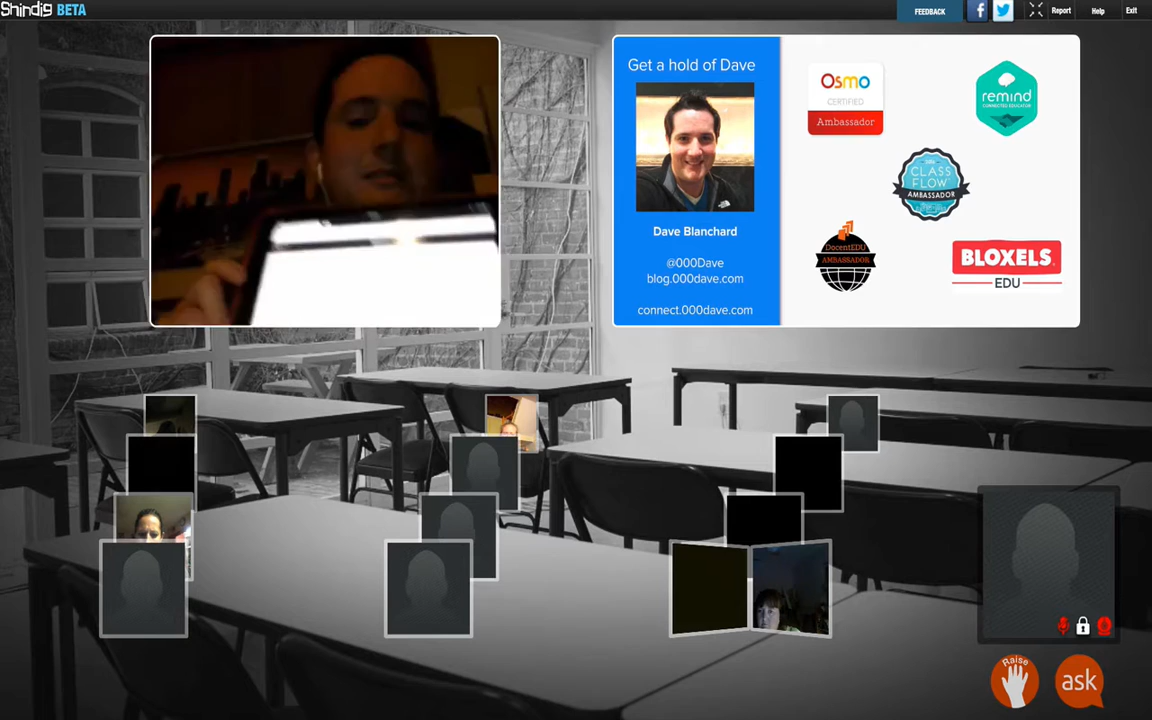 Shindig BETA
FEEDBACK
Report
Help
Exit
Get a hold of Dave
Dave Blanchard
@000Dave
blog.000dave.com
connect.000dave.com
Osmo
CERTIFIED
Ambassador
remind
CONNECTED EDUCATOR
CLASS
FLOW
AMBASSADOR
DocentEDU
AMBASSADOR
BLOXELS
EDU
Raise
ask